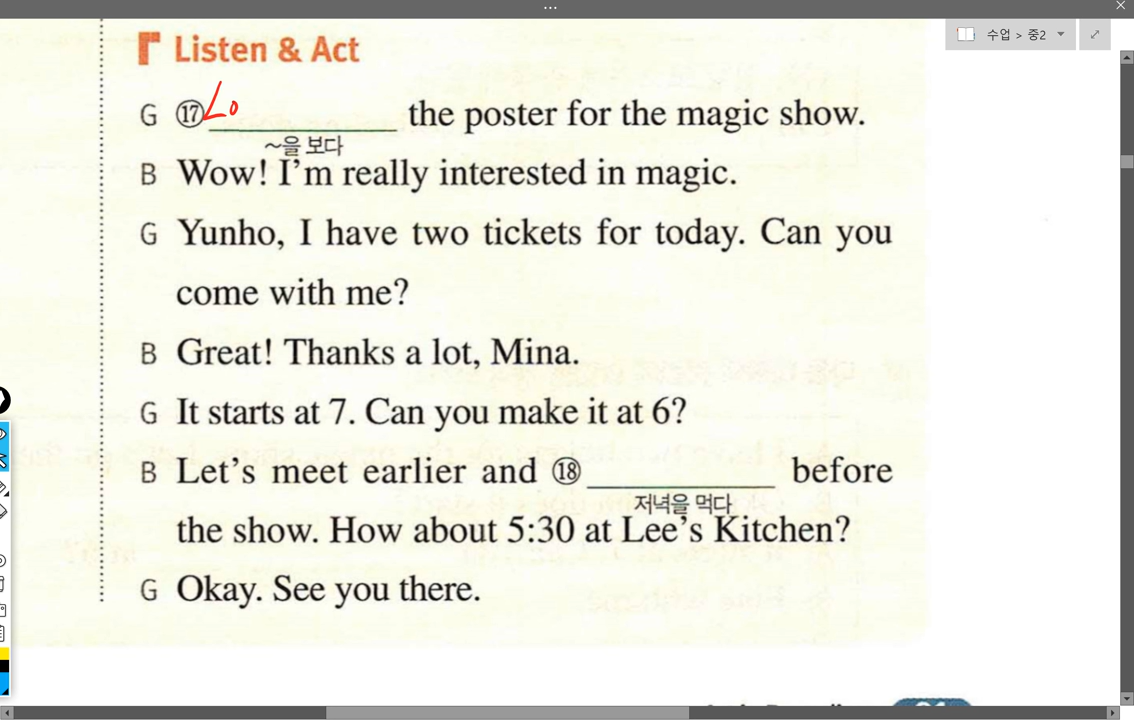 수업 > 중2
Listen & Act
G ⑰ Lo the poster for the magic show.
~을 보다
B Wow! I'm really interested in magic.
G Yunho, I have two tickets for today. Can you
come with me?
B Great! Thanks a lot, Mina.
G It starts at 7. Can you make it at 6?
B Let's meet earlier and ⑱ before
저녁을 먹다
the show. How about 5:30 at Lee's Kitchen?
G Okay. See you there.